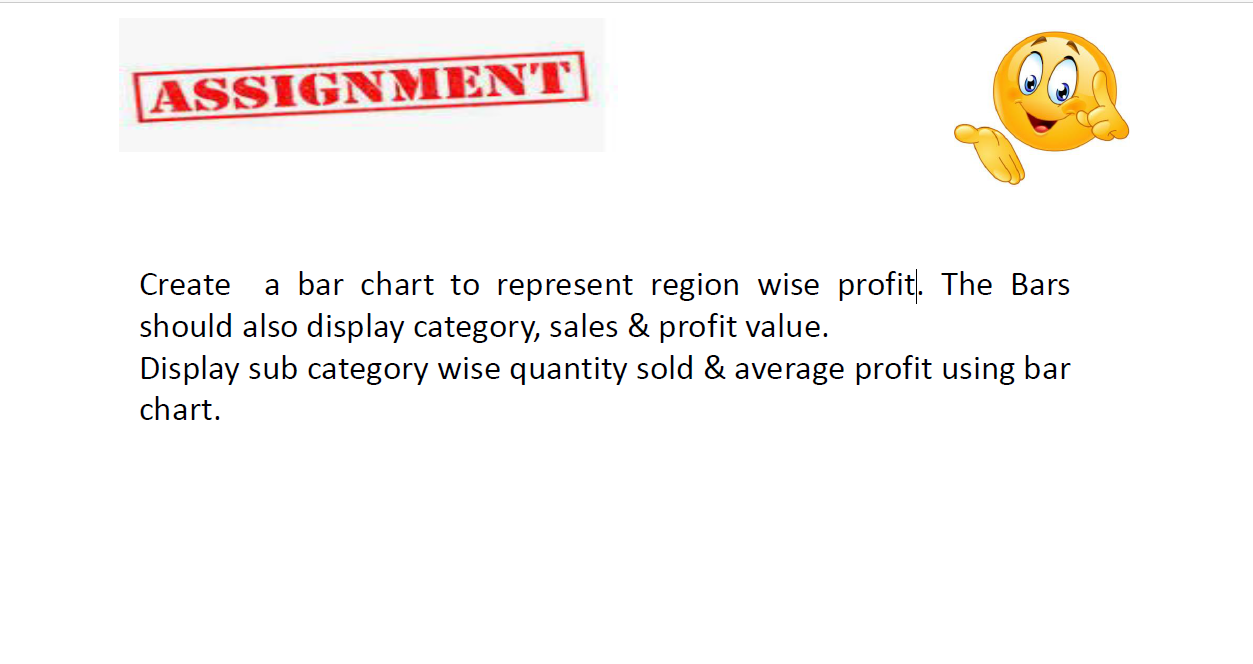 ASSIGNMENT
Create a bar chart to represent region wise profit. The Bars
should also display category, sales & profit value.
Display sub category wise quantity sold & average profit using bar
chart.